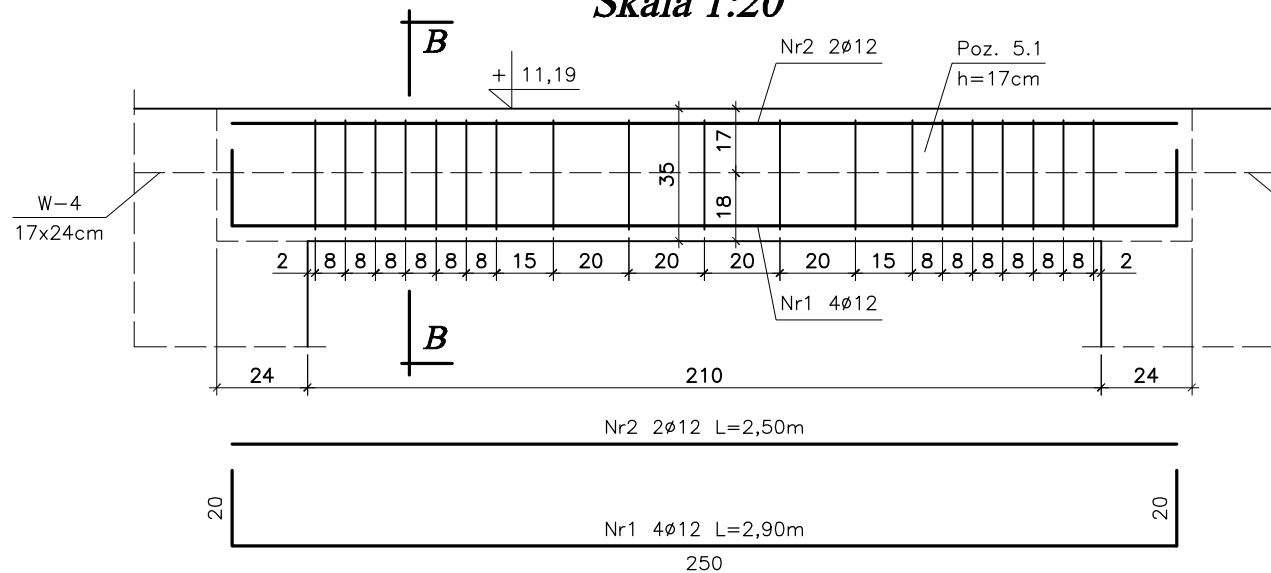 Skala 1:20
B
+ 11,19
Nr2 2ø12
Poz. 5.1
h=17cm
17
35
18
W-4
17x24cm
2 8 8 8 8 8 8 15 20 20 20 20 15 8 8 8 8 8 8 2
Nr1 4ø12
B
24 210 24
Nr2 2ø12 L=2,50m
20
20
Nr1 4ø12 L=2,90m
250